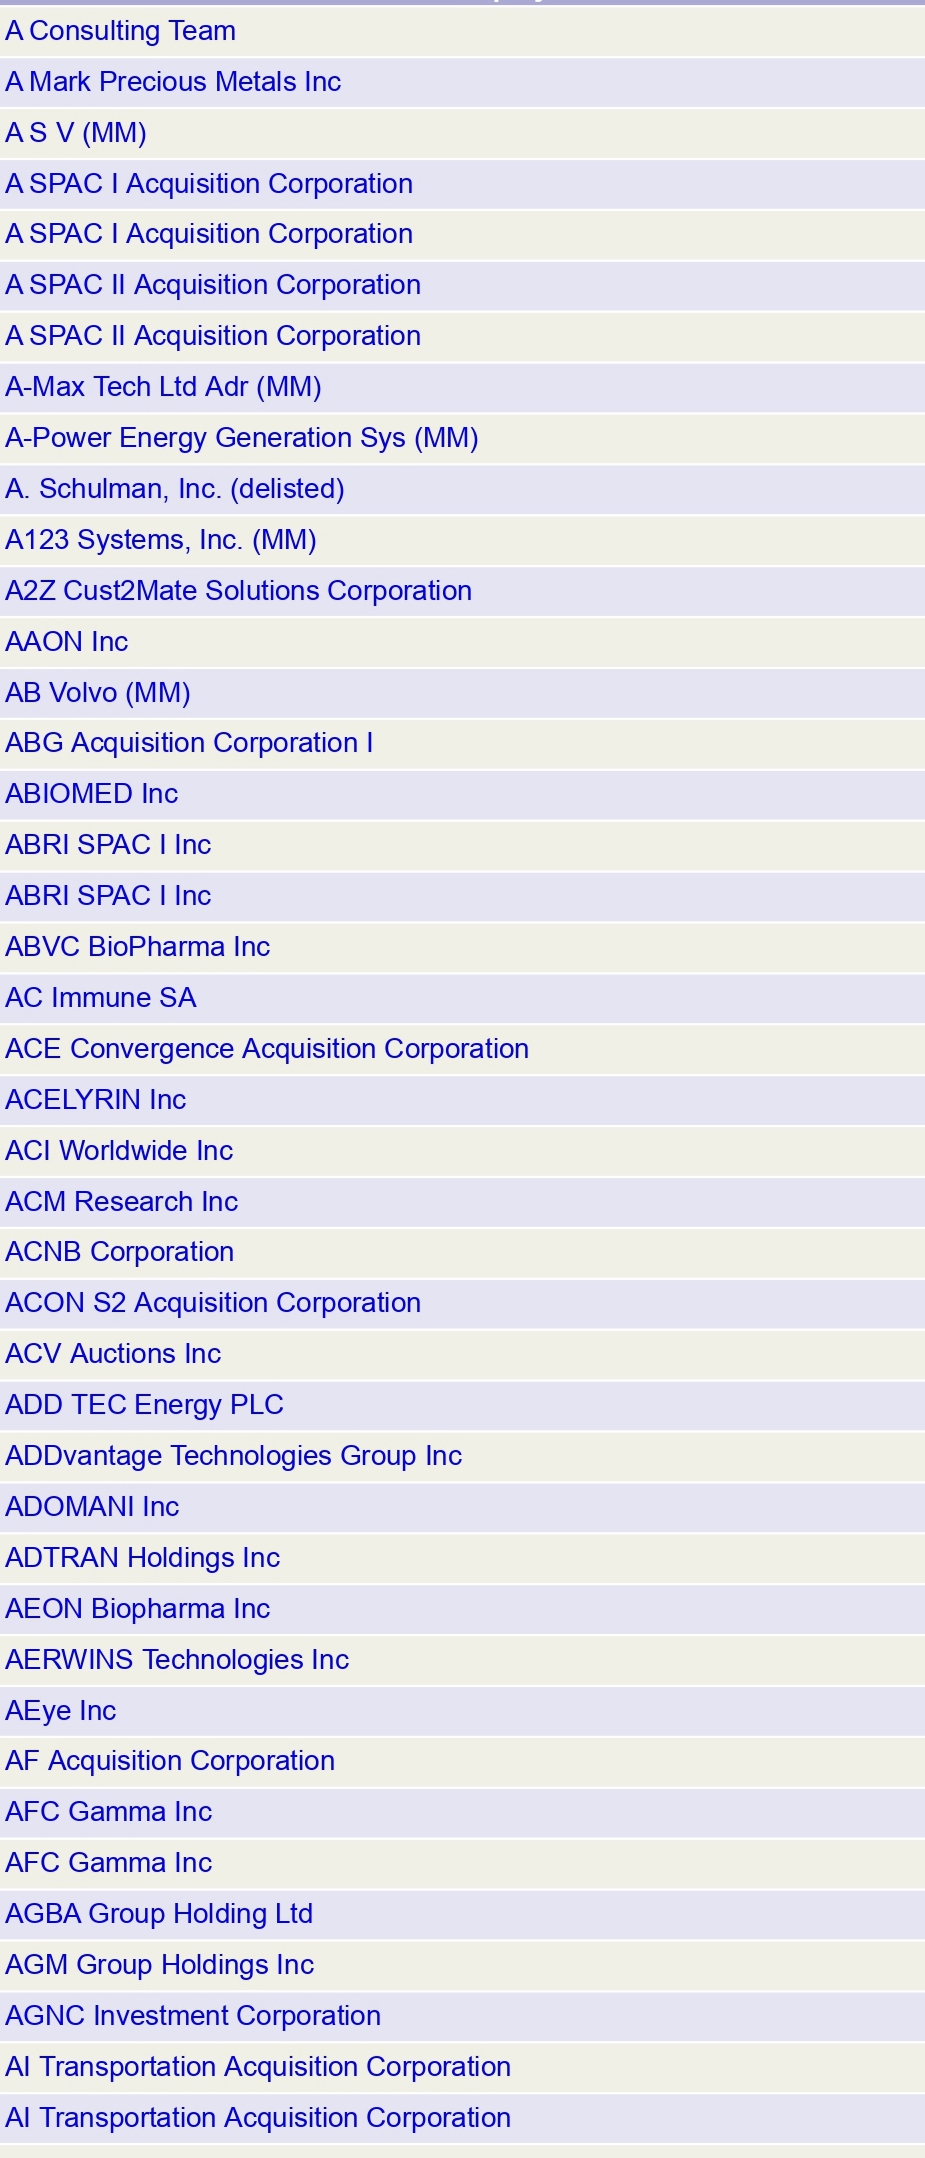 A Consulting Team
A Mark Precious Metals Inc
A S V (MM)
A SPAC I Acquisition Corporation
A SPAC I Acquisition Corporation
A SPAC II Acquisition Corporation
A SPAC II Acquisition Corporation
A-Max Tech Ltd Adr (MM)
A-Power Energy Generation Sys (MM)
A. Schulman, Inc. (delisted)
A123 Systems, Inc. (MM)
A2Z Cust2Mate Solutions Corporation
AAON Inc
AB Volvo (MM)
ABG Acquisition Corporation I
ABIOMED Inc
ABRI SPAC I Inc
ABRI SPAC I Inc
ABVC BioPharma Inc
AC Immune SA
ACE Convergence Acquisition Corporation
ACELYRIN Inc
ACI Worldwide Inc
ACM Research Inc
ACNB Corporation
ACON S2 Acquisition Corporation
ACV Auctions Inc
ADD TEC Energy PLC
ADDvantage Technologies Group Inc
ADOMANI Inc
ADTRAN Holdings Inc
AEON Biopharma Inc
AERWINS Technologies Inc
AEye Inc
AF Acquisition Corporation
AFC Gamma Inc
AFC Gamma Inc
AGBA Group Holding Ltd
AGM Group Holdings Inc
AGNC Investment Corporation
AI Transportation Acquisition Corporation
AI Transportation Acquisition Corporation